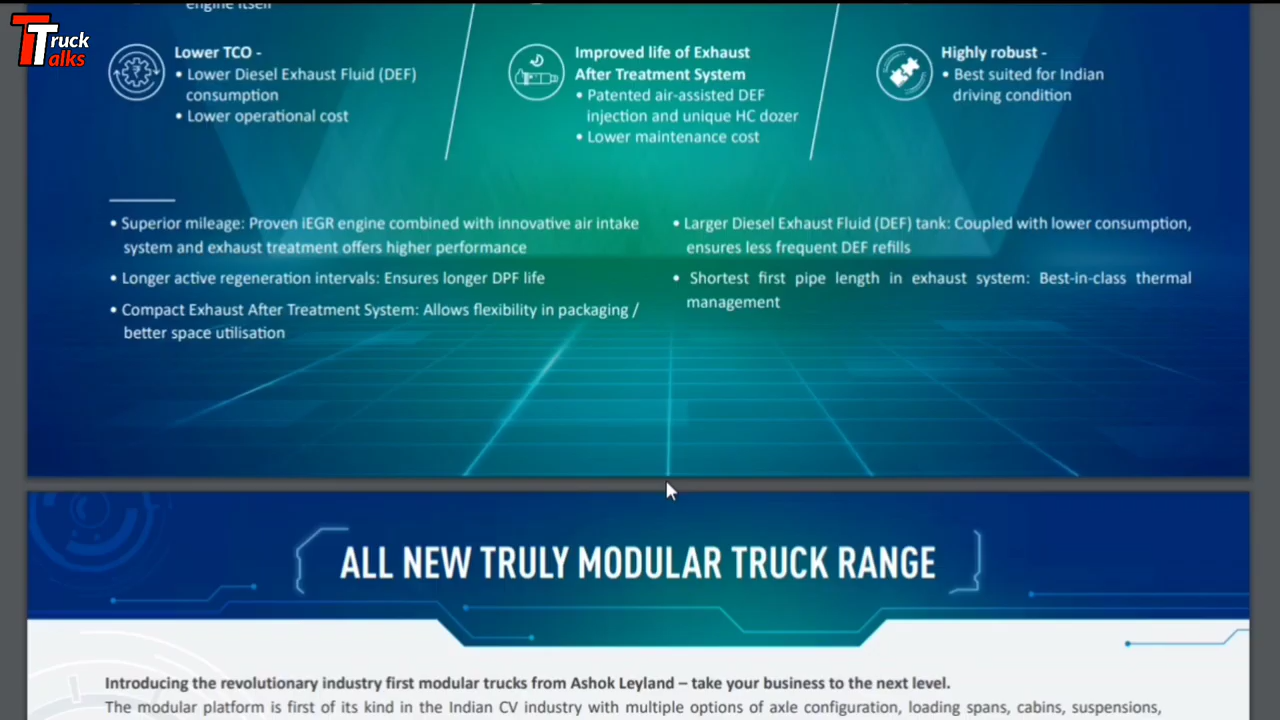 engine itself
Truck
Talks
Lower TCO -
• Lower Diesel Exhaust Fluid (DEF)
consumption
• Lower operational cost
Improved life of Exhaust
After Treatment System
• Patented air-assisted DEF
injection and unique HC dozer
• Lower maintenance cost
Highly robust -
• Best suited for Indian
driving condition
• Superior mileage: Proven iEGR engine combined with innovative air intake
system and exhaust treatment offers higher performance
• Longer active regeneration intervals: Ensures longer DPF life
• Compact Exhaust After Treatment System: Allows flexibility in packaging /
better space utilisation
• Larger Diesel Exhaust Fluid (DEF) tank: Coupled with lower consumption,
ensures less frequent DEF refills
• Shortest first pipe length in exhaust system: Best-in-class thermal
management
ALL NEW TRULY MODULAR TRUCK RANGE
Introducing the revolutionary industry first modular trucks from Ashok Leyland – take your business to the next level.
The modular platform is first of its kind in the Indian CV industry with multiple options of axle configuration, loading spans, cabins, suspensions,